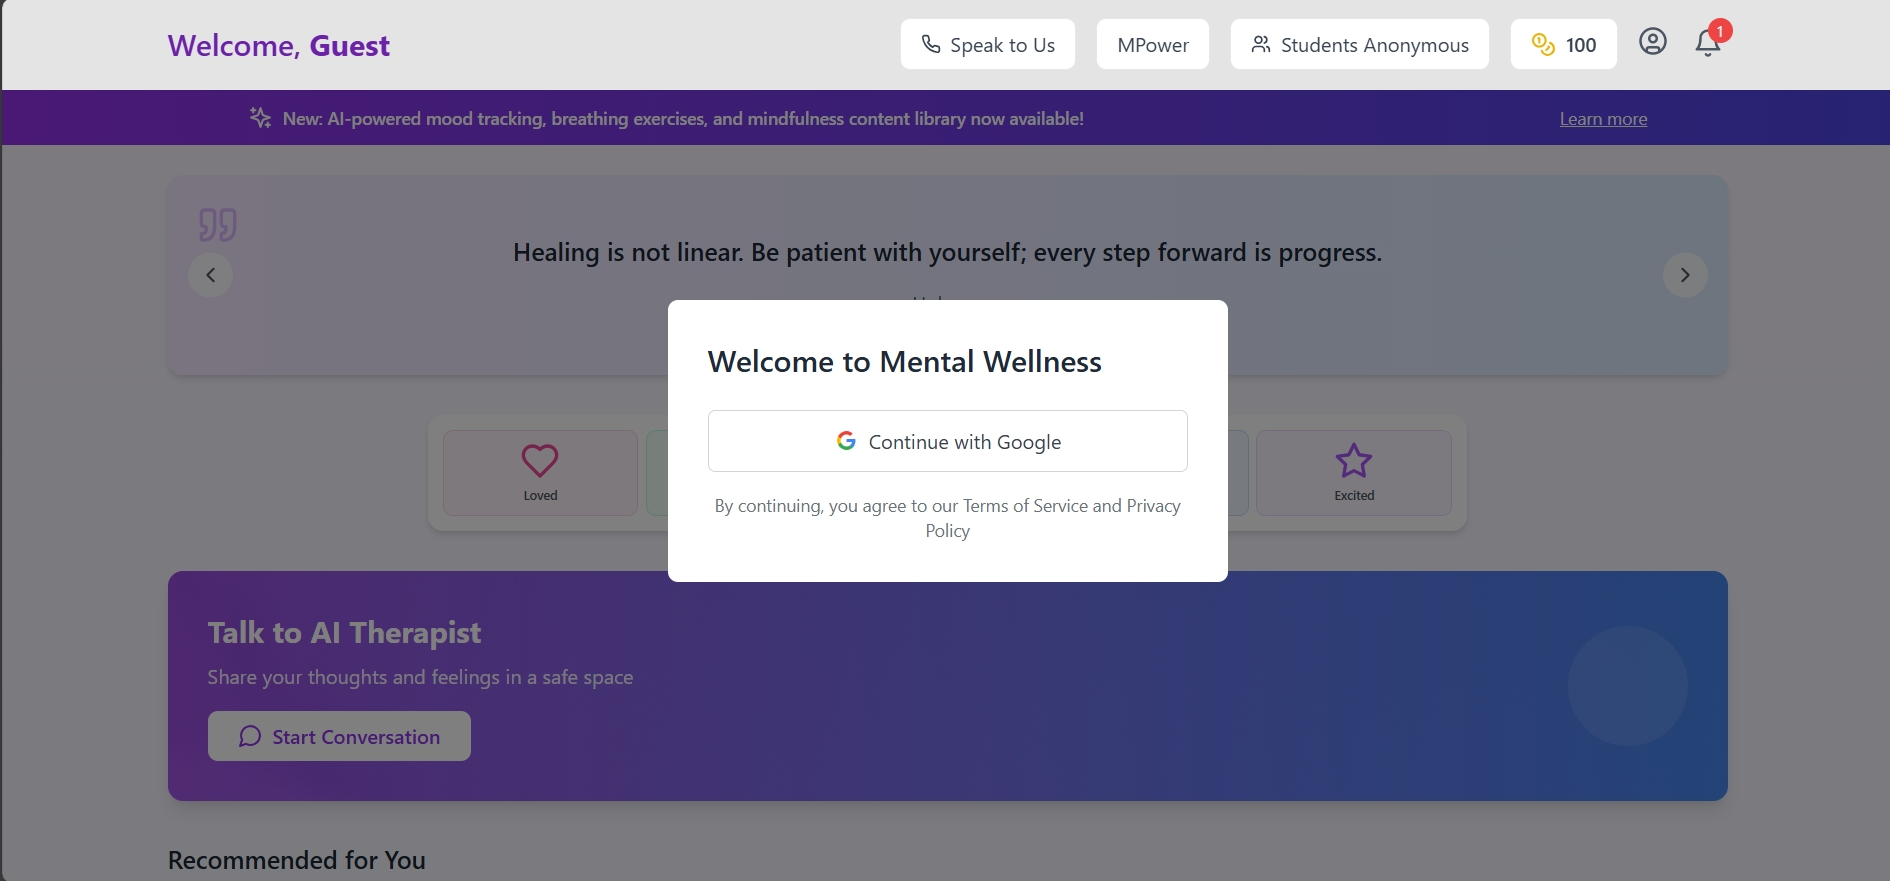 Welcome, Guest
Speak to Us
MPower
Students Anonymous
100
1
New: AI-powered mood tracking, breathing exercises, and mindfulness content library now available!
Learn more
Healing is not linear. Be patient with yourself; every step forward is progress.
Welcome to Mental Wellness
Continue with Google
By continuing, you agree to our Terms of Service and Privacy
Policy
Loved
Excited
Talk to AI Therapist
Share your thoughts and feelings in a safe space
Start Conversation
Recommended for You